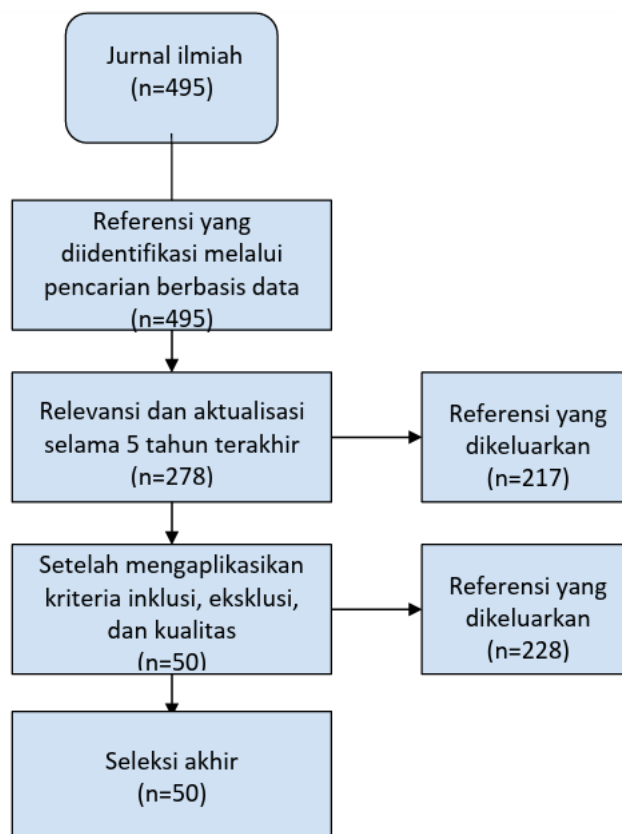 Jurnal ilmiah
(n=495)
Referensi yang
diidentifikasi melalui
pencarian berbasis data
(n=495)
Relevansi dan aktualisasi
selama 5 tahun terakhir
(n=278)
Referensi yang
dikeluarkan
(n=217)
Setelah mengaplikasikan
kriteria inklusi, eksklusi,
dan kualitas
(n=50)
Referensi yang
dikeluarkan
(n=228)
Seleksi akhir
(n=50)